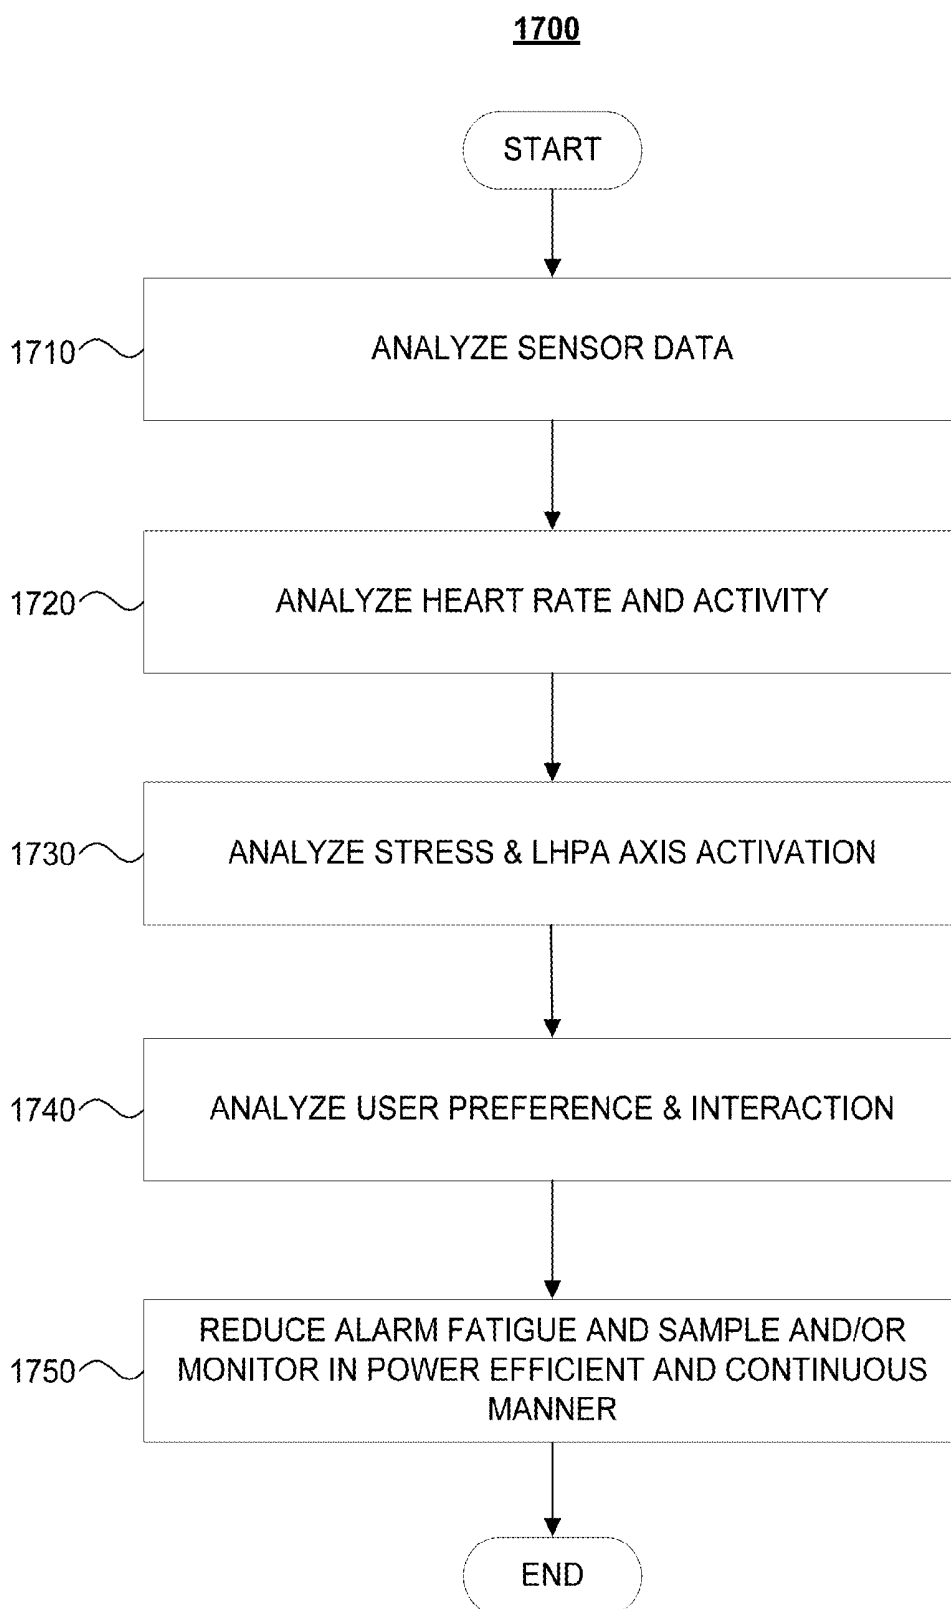 1700
START
1710
ANALYZE SENSOR DATA
1720
ANALYZE HEART RATE AND ACTIVITY
1730
ANALYZE STRESS & LHPA AXIS ACTIVATION
1740
ANALYZE USER PREFERENCE & INTERACTION
1750
REDUCE ALARM FATIGUE AND SAMPLE AND/OR
MONITOR IN POWER EFFICIENT AND CONTINUOUS
MANNER
END